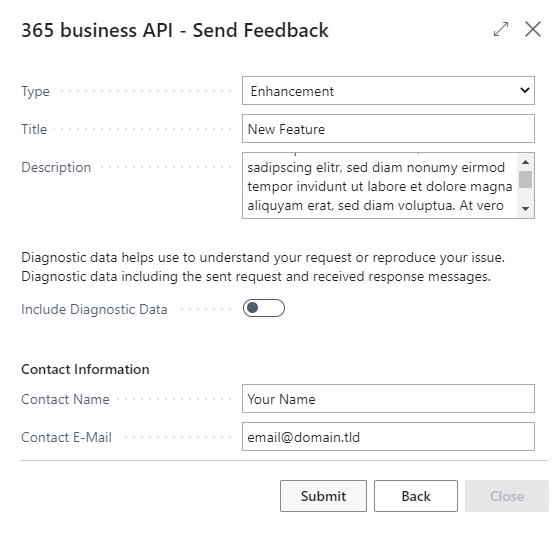 365 business API - Send Feedback
Type
Enhancement
Title
New Feature
Description
sadipscing elitr, sed diam nonumy eirmod
tempor invidunt ut labore et dolore magna
aliquyam erat, sed diam voluptua. At vero
Diagnostic data helps use to understand your request or reproduce your issue.
Diagnostic data including the sent request and received response messages.
Include Diagnostic Data
Contact Information
Contact Name
Your Name
Contact E-Mail
email@domain.tld
Submit
Back
Close